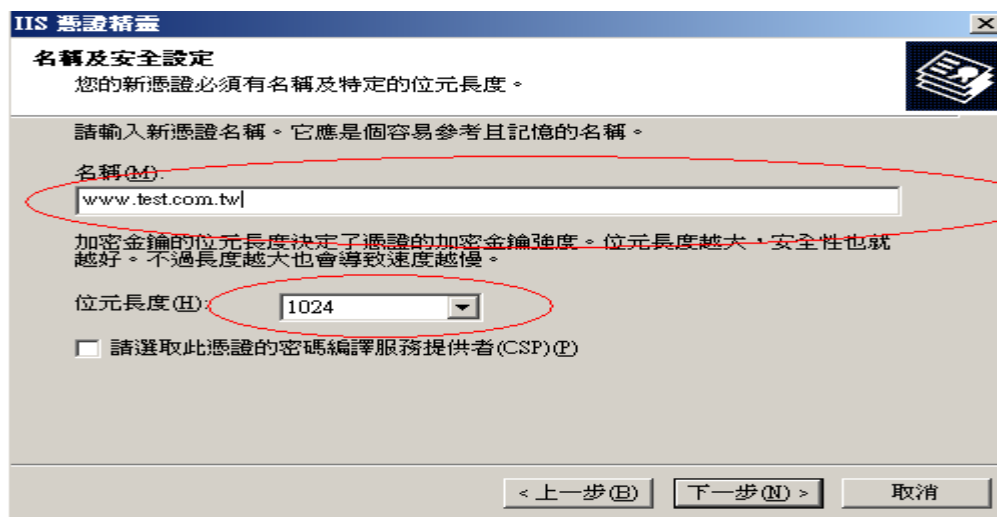 IIS 憑證精靈
名稱及安全設定
您的新憑證必須有名稱及特定的位元長度。
請輸入新憑證名稱。它應是個容易參考且記憶的名稱。
名稱(M):
www.test.com.tw
加密金鑰的位元長度決定了憑證的加密金鑰強度。位元長度越大，安全性也就
越好。不過長度越大也會導致速度越慢。
位元長度(H): 1024
請選取此憑證的密碼編譯服務提供者(CSP)(P)
< 上一步(B) 下一步(N) > 取消